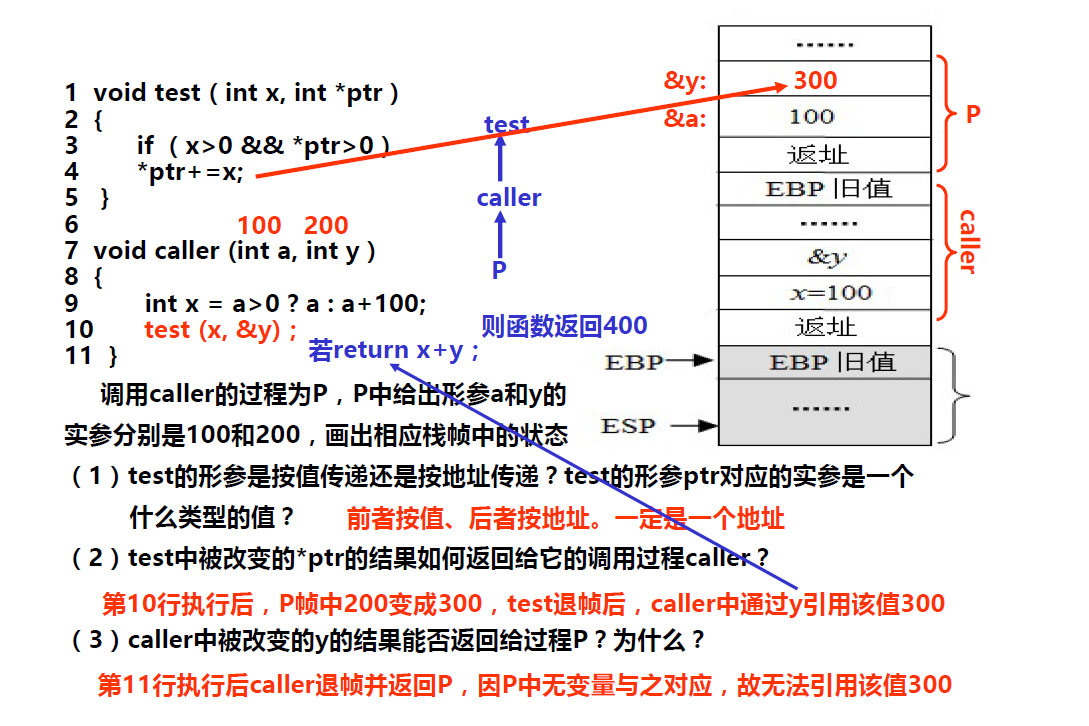 1 void test ( int x, int *ptr )
2 {
3 if ( x>0 && *ptr>0 )
4 *ptr+=x;
5 }
6 100 200
7 void caller (int a, int y )
8 {
9 int x = a>0 ? a : a+100;
10 test (x, &y) ;
11 }
若return x+y ;
则函数返回400
test
caller
P
......
&y: 300
&a: 100
返址
P
EBP 旧值
......
&y
x=100
返址
caller
EBP EBP 旧值
......
ESP
调用caller的过程为P，P中给出形参a和y的
实参分别是100和200，画出相应栈帧中的状态
（1）test的形参是按值传递还是按地址传递？test的形参ptr对应的实参是一个
什么类型的值？ 前者按值、后者按地址。一定是一个地址
（2）test中被改变的*ptr的结果如何返回给它的调用过程caller？
第10行执行后，P帧中200变成300，test退帧后，caller中通过y引用该值300
（3）caller中被改变的y的结果能否返回给过程P？为什么？
第11行执行后caller退帧并返回P，因P中无变量与之对应，故无法引用该值300